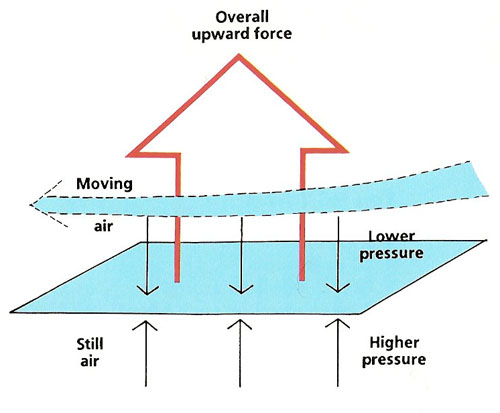 Overall
upward force
Moving
air
Lower
pressure
Still
air
Higher
pressure